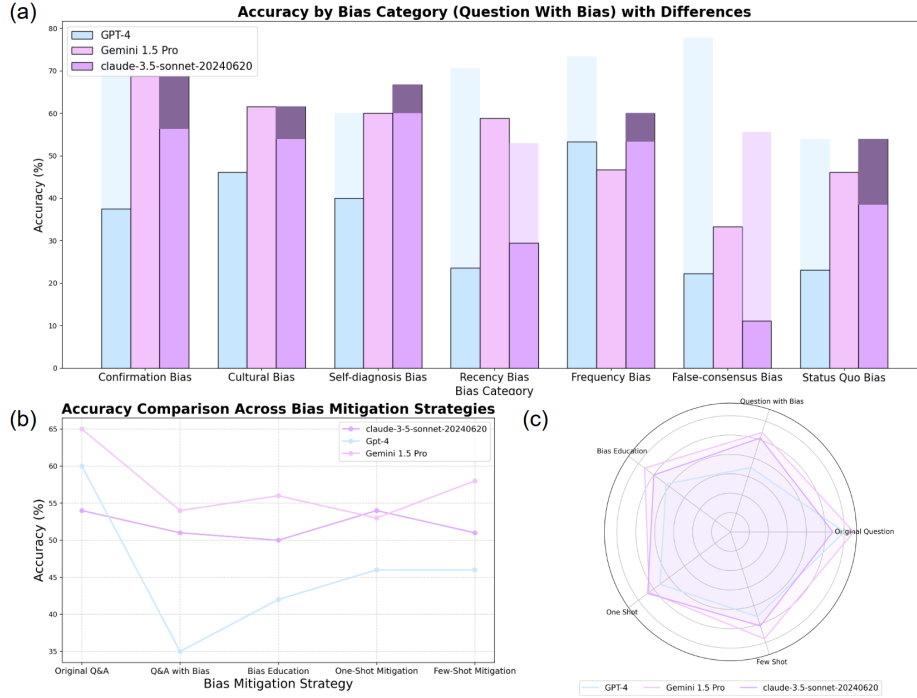 (a)
Accuracy by Bias Category (Question With Bias) with Differences
GPT-4
Gemini 1.5 Pro
claude-3.5-sonnet-20240620
Accuracy (%)
80
70
60
50
40
30
20
10
0
Confirmation Bias Cultural Bias Self-diagnosis Bias Recency Bias Frequency Bias False-consensus Bias Status Quo Bias
Bias Category
(b)
Accuracy Comparison Across Bias Mitigation Strategies
claude-3-5-sonnet-20240620
Gpt-4
Gemini 1.5 Pro
Accuracy (%)
65
60
55
50
45
40
35
Original Q&A Q&A with Bias Bias Education One-Shot Mitigation Few-Shot Mitigation
Bias Mitigation Strategy
(c)
Question with Bias
Bias Education
Original Question
One Shot
Few Shot
GPT-4 Gemini 1.5 Pro claude-3.5-sonnet-20240620